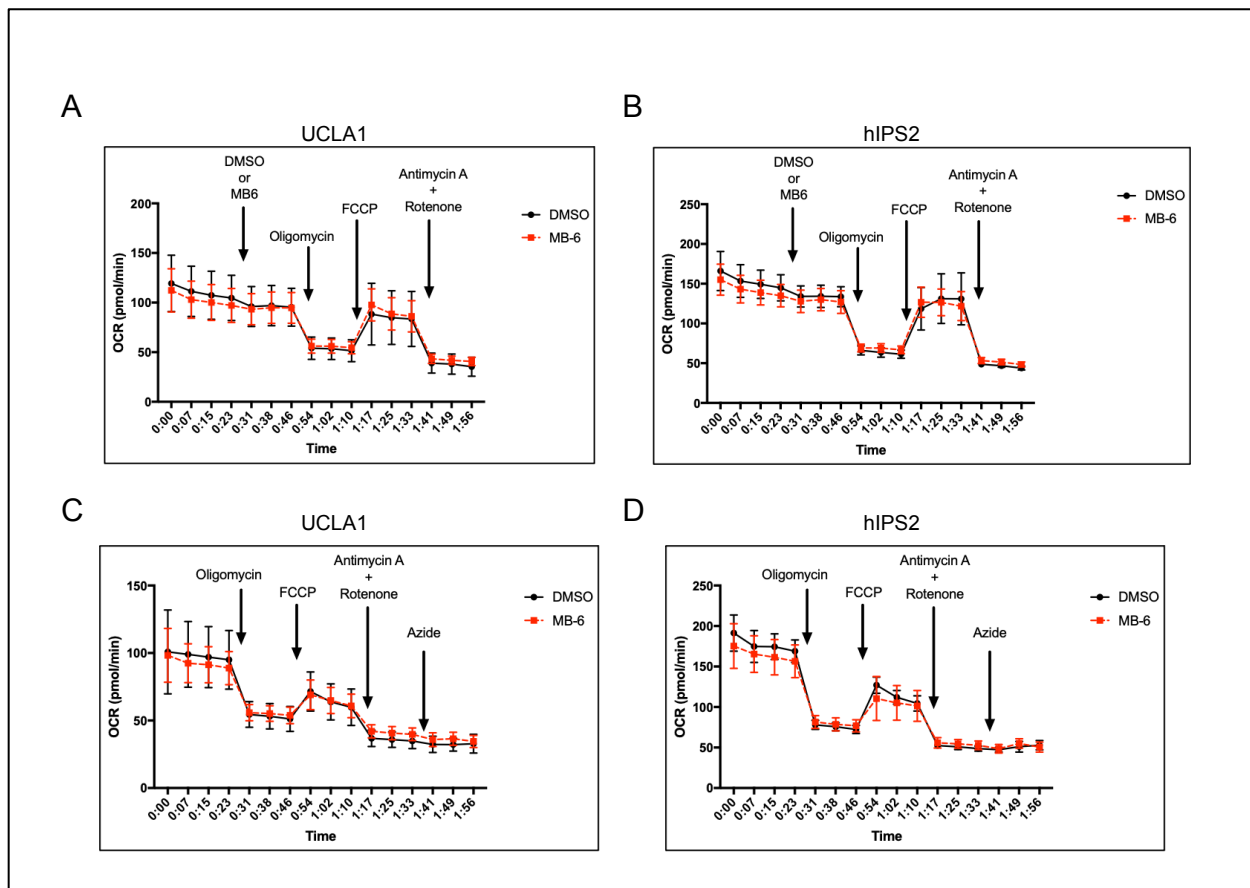 A
UCLA1
DMSO
or
MB6
Oligomycin
FCCP
Antimycin A
+
Rotenone
DMSO
MB-6
OCR (pmol/min)
200
150
100
50
0
0:00 0:07 0:15 0:23 0:31 0:38 0:46 0:54 1:02 1:10 1:17 1:25 1:33 1:41 1:49 1:56
Time
B
hIPS2
DMSO
or
MB6
Oligomycin
FCCP
Antimycin A
+
Rotenone
DMSO
MB-6
OCR (pmol/min)
250
200
150
100
50
0
0:00 0:07 0:15 0:23 0:31 0:38 0:46 0:54 1:02 1:10 1:17 1:25 1:33 1:41 1:49 1:56
Time
C
UCLA1
Oligomycin
FCCP
Antimycin A
+
Rotenone
Azide
DMSO
MB-6
OCR (pmol/min)
150
100
50
0
0:00 0:07 0:15 0:23 0:31 0:38 0:46 0:54 1:02 1:10 1:17 1:25 1:33 1:41 1:49 1:56
Time
D
hIPS2
Oligomycin
FCCP
Antimycin A
+
Rotenone
Azide
DMSO
MB-6
OCR (pmol/min)
250
200
150
100
50
0
0:00 0:07 0:15 0:23 0:31 0:38 0:46 0:54 1:02 1:10 1:17 1:25 1:33 1:41 1:49 1:56
Time